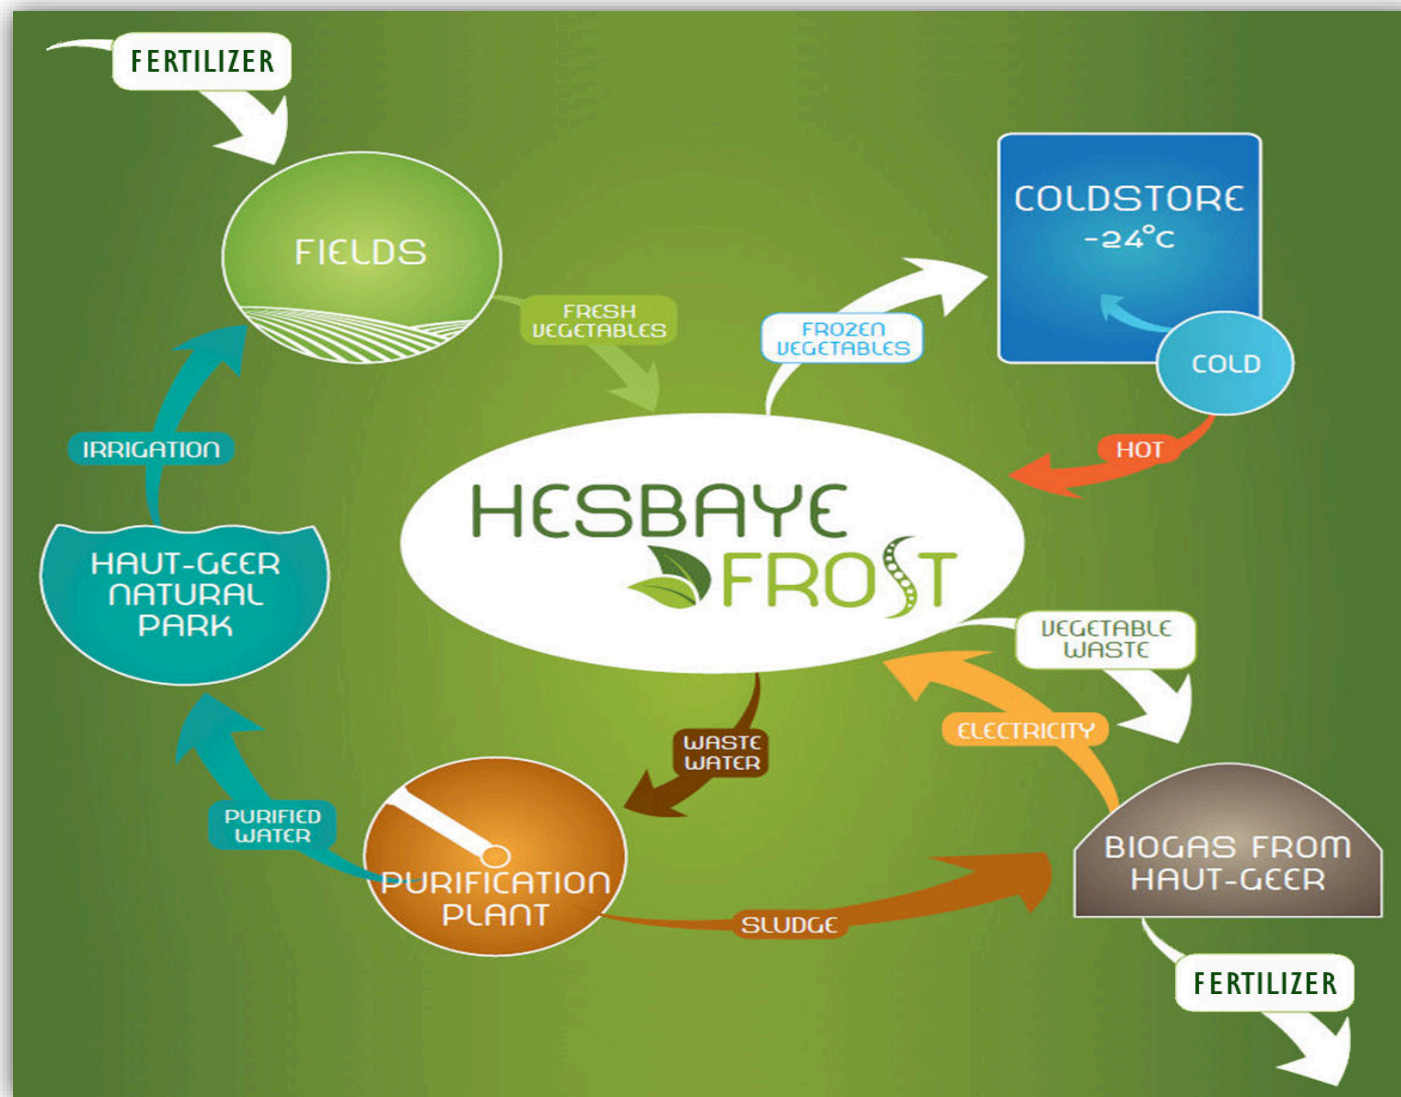 FERTILIZER
FIELDS
COLDSTORE
-24°C
FRESH
VEGETABLES
FROZEN
VEGETABLES
COLD
HOT
IRRIGATION
HESBAYE
FROST
HAUT-GEER
NATURAL
PARK
VEGETABLE
WASTE
ELECTRICITY
WASTE
WATER
PURIFIED
WATER
PURIFICATION
PLANT
BIOGAS FROM
HAUT-GEER
SLUDGE
FERTILIZER